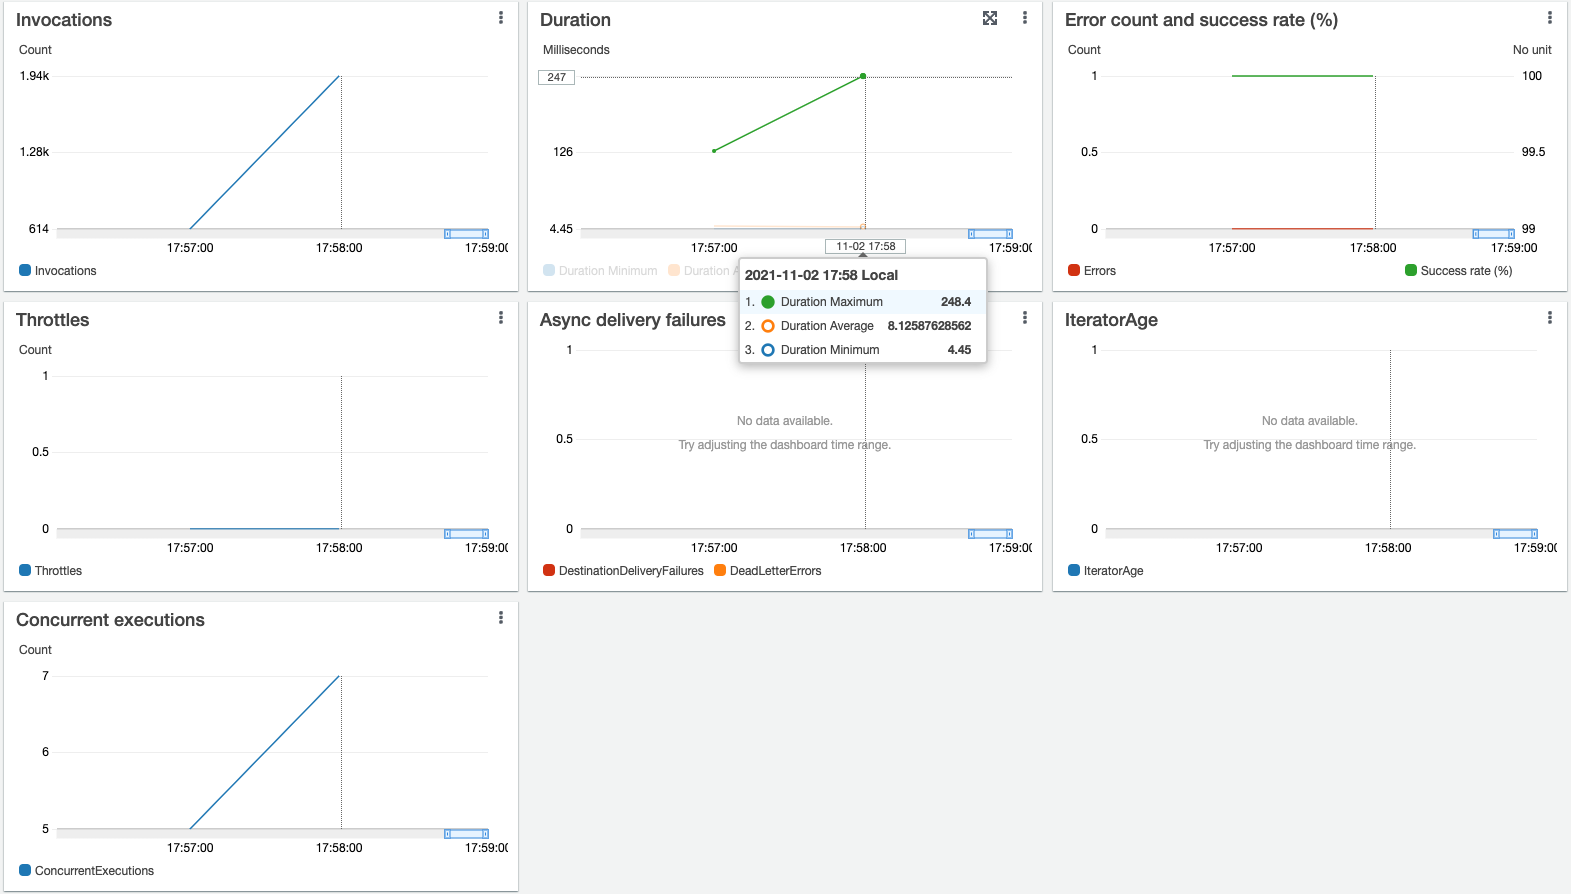 Invocations
Count
1.94k
1.28k
614
17:57:00
17:58:00
17:59:0
Invocations
Duration
Milliseconds
247
126
4.45
17:57:00
11-02 17:58
17:59:0
Duration Minimum
Duration A
2021-11-02 17:58 Local
1. Duration Maximum 248.4
2. Duration Average 8.12587628562
3. Duration Minimum 4.45
Error count and success rate (%)
Count
No unit
1
0.5
0
100
99.5
99
17:57:00
17:58:00
17:59:00
Errors
Success rate (%)
Throttles
Count
1
0.5
0
17:57:00
17:58:00
17:59:0
Throttles
Async delivery failures
1
0.5
0
No data available.
Try adjusting the dashboard time range.
17:57:00
17:58:00
17:59:0
DestinationDeliveryFailures
DeadLetterErrors
IteratorAge
1
0.5
0
No data available.
Try adjusting the dashboard time range.
17:57:00
17:58:00
17:59:0
IteratorAge
Concurrent executions
Count
7
6
5
17:57:00
17:58:00
17:59:0
ConcurrentExecutions